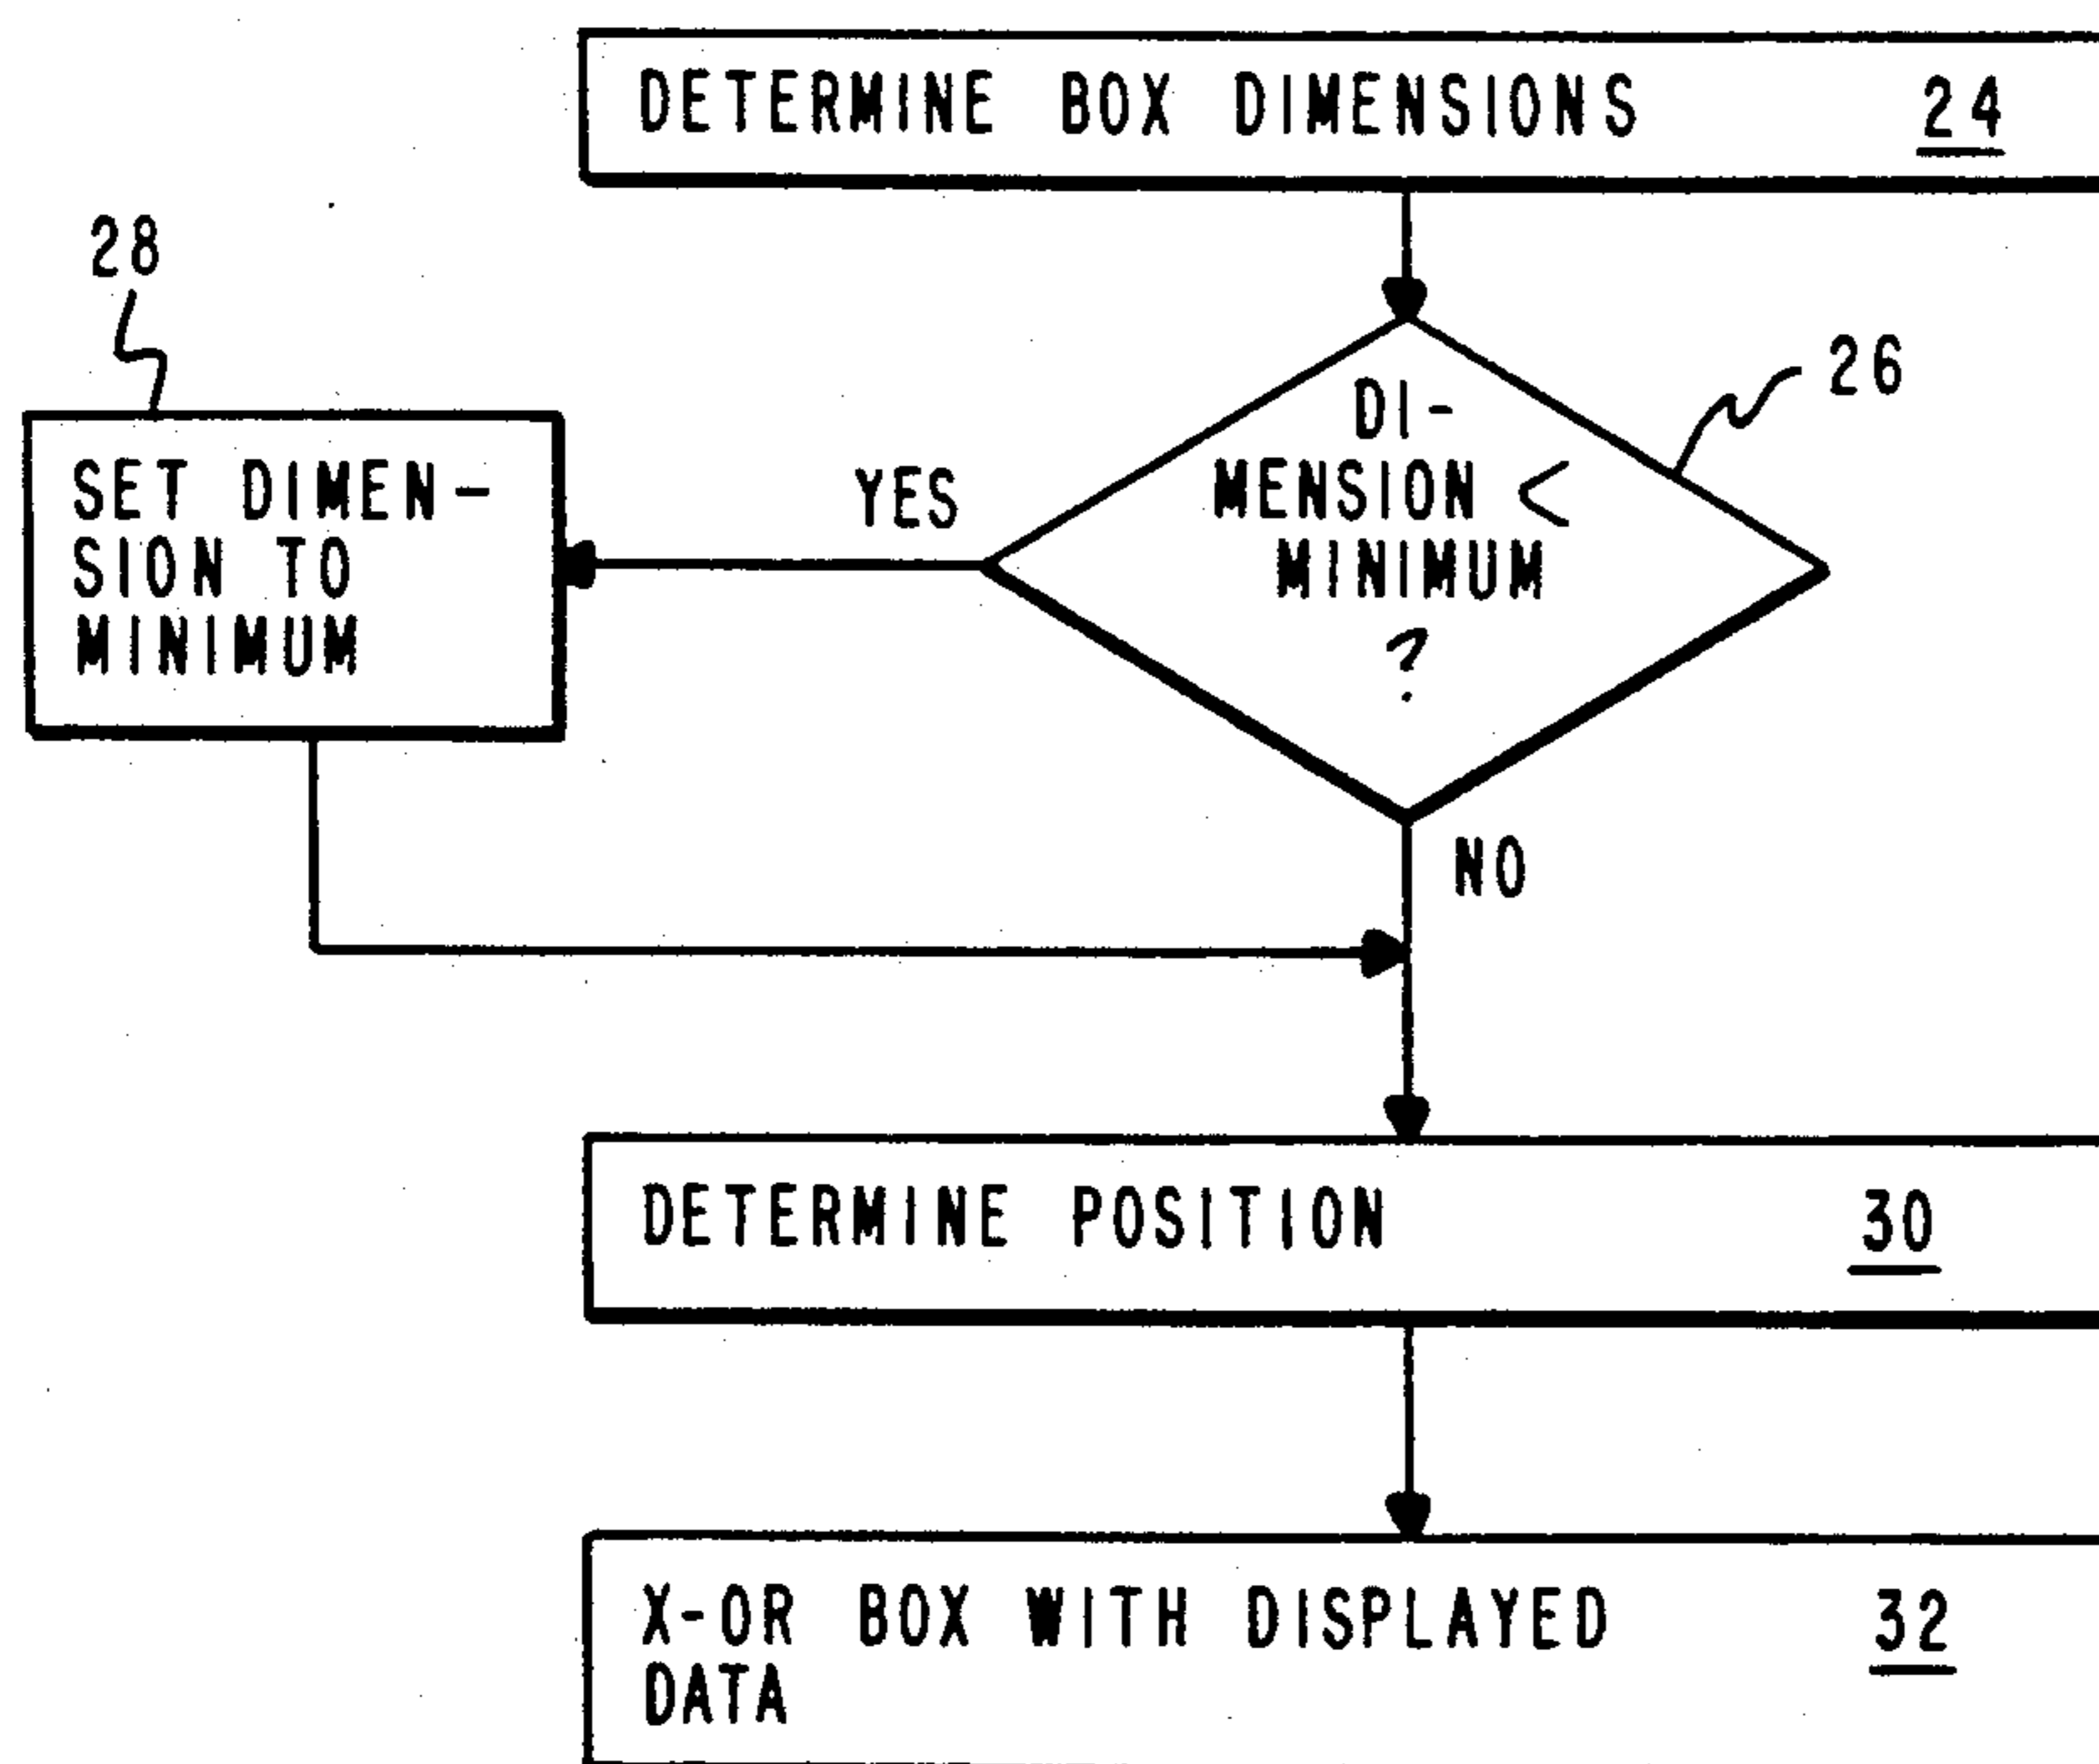 DETERMINE BOX DIMENSIONS 24
28
26
DI-
MENSION <
MINIMUM
?
YES
SET DIMEN-
SION TO
MINIMUM
NO
DETERMINE POSITION 30
X-OR BOX WITH DISPLAYED 32
DATA